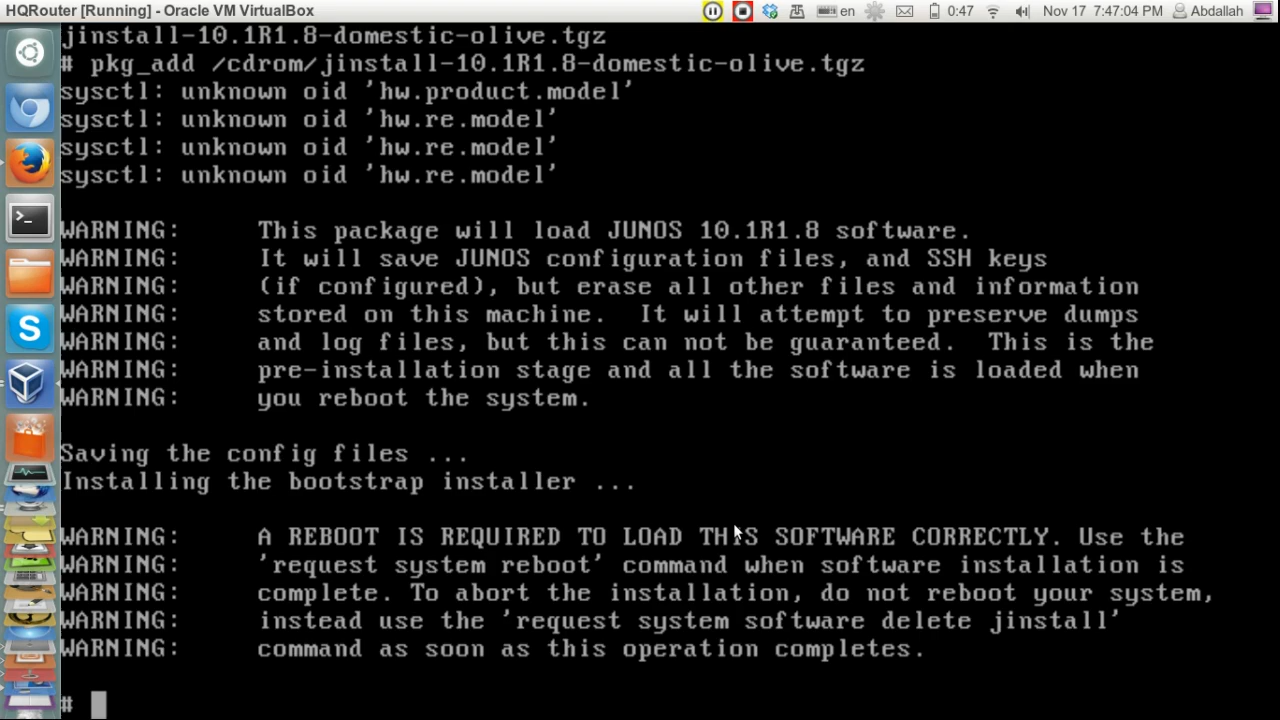 HQRouter [Running] - Oracle VM VirtualBox
en
0:47
Nov 17, 7:47:04 PM
Abdallah
jinstall-10.1R1.8-domestic-olive.tgz
# pkg_add /cdrom/jinstall-10.1R1.8-domestic-olive.tgz
sysctl: unknown oid 'hw.product.model'
sysctl: unknown oid 'hw.re.model'
sysctl: unknown oid 'hw.re.model'
sysctl: unknown oid 'hw.re.model'
WARNING: This package will load JUNOS 10.1R1.8 software.
WARNING: It will save JUNOS configuration files, and SSH keys
WARNING: (if configured), but erase all other files and information
WARNING: stored on this machine. It will attempt to preserve dumps
WARNING: and log files, but this can not be guaranteed. This is the
WARNING: pre-installation stage and all the software is loaded when
WARNING: you reboot the system.
Saving the config files ...
Installing the bootstrap installer ...
WARNING: A REBOOT IS REQUIRED TO LOAD THIS SOFTWARE CORRECTLY. Use the
WARNING: 'request system reboot' command when software installation is
WARNING: complete. To abort the installation, do not reboot your system,
WARNING: instead use the 'request system software delete jinstall'
WARNING: command as soon as this operation completes.
#